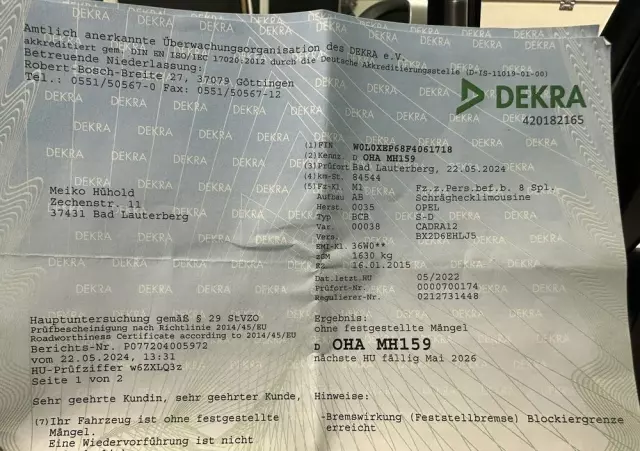 Amtlich anerkannte Überwachungsorganisation des DEKRA e.V.
akkreditiert gem. DIN EN ISO/IEC 17020:2012 durch die Deutsche Akkreditierungsstelle (D-IS-11019-01-00)
Betreuende Niederlassung:
Robert-Bosch-Breite 27, 37079 Göttingen
Tel.: 0551/50567-0 Fax: 0551/50567-12
DEKRA
420182165
(1) FIN W0L0XEP68F4061718
(2) Kennz. D OHA MH159
(3) Prüfort Bad Lauterberg, 22.05.2024
(4) km-St. 84544
(5) Fz-Kl. M1 Fz.z.Pers.bef.b. 8 Spl.
Aufbau AB Schräghecklimousine
Herst. 0035 OPEL
Typ BCB S-D
Var. 00038 CADRA12
Vers. BX2D6EHLJ5
EMI-Kl. 36W0**
zGM 1630 kg
EZ. 16.01.2015
Dat.letzt HU 05/2022
Prüfort-Nr. 0000700174
Regulierer-Nr. 0212731448
Meiko Hühold
Zechenstr. 11
37431 Bad Lauterberg
Hauptuntersuchung gemäß § 29 StVZO
Prüfbescheinigung nach Richtlinie 2014/45/EU
Roadworthiness Certificate according to 2014/45/EU
Berichts-Nr. P077204005972
vom 22.05.2024, 13:31
HU-Prüfziffer w6ZXLQ3z
Seite 1 von 2
Ergebnis:
ohne festgestellte Mängel
D OHA MH159
nächste HU fällig Mai 2026
Sehr geehrte Kundin, sehr geehrter Kunde,
(7) Ihr Fahrzeug ist ohne festgestellte
Mängel.
Eine Wiedervorführung ist nicht
Hinweise:
-Bremswirkung (Feststellbremse) Blockiergrenze
erreicht